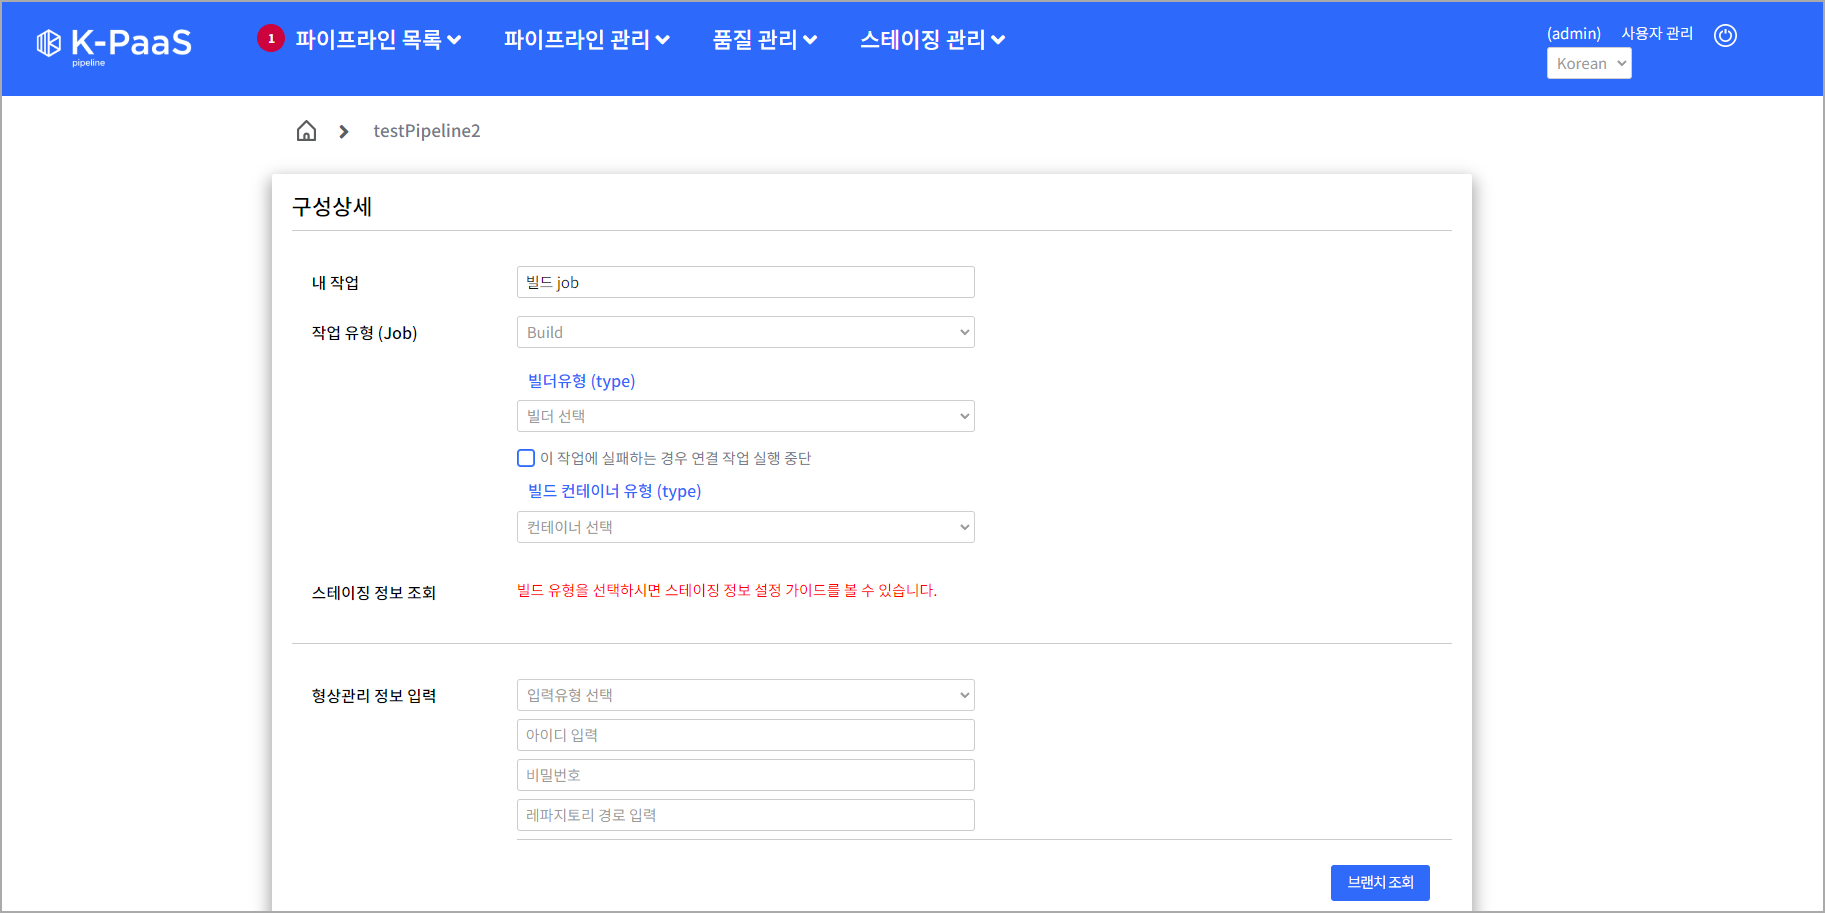 K-PaaS
pipeline
1 파이프라인 목록 파이프라인 관리 품질 관리 스테이징 관리
(admin) 사용자 관리
Korean
testPipeline2
구성상세
내 작업 빌드 job
작업 유형 (Job) Build
빌더유형 (type)
빌더 선택
이 작업에 실패하는 경우 연결 작업 실행 중단
빌드 컨테이너 유형 (type)
컨테이너 선택
스테이징 정보 조회 빌드 유형을 선택하시면 스테이징 정보 설정 가이드를 볼 수 있습니다.
형상관리 정보 입력 입력유형 선택
아이디 입력
비밀번호
레파지토리 경로 입력
브랜치 조회